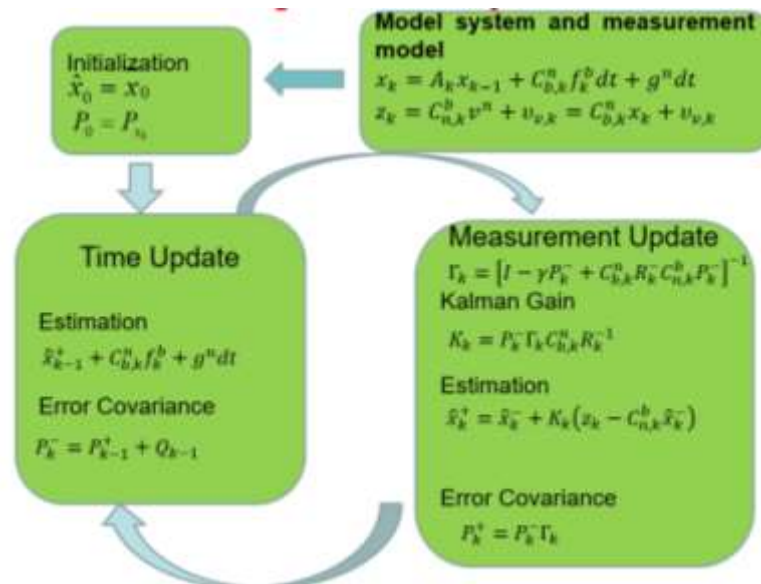 Model system and measurement
model
x_k = A_k x_{k-1} + C^n_{b,k} f^b_k dt + g^n dt
z_k = C^b_{n,k} v^n + υ_{v,k} = C^n_{b,k} x_k + υ_{v,k}
Initialization
x̂_0 = x_0
P_0 = P_{x_0}
Time Update
Estimation
x̂^+_{k-1} + C^n_{b,k} f^b_k + g^n dt
Error Covariance
P^-_k = P^+_{k-1} + Q_{k-1}
Measurement Update
Γ_k = [I − γP^-_k + C^n_{b,k} R^-_k C^b_{n,k} P^-_k]^{-1}
Kalman Gain
K_k = P^-_k Γ_k C^n_{b,k} R^{-1}_k
Estimation
x̂^+_k = x̂^-_k + K_k(z_k − C^b_{n,k} x̂^-_k)
Error Covariance
P^+_k = P^-_k Γ_k